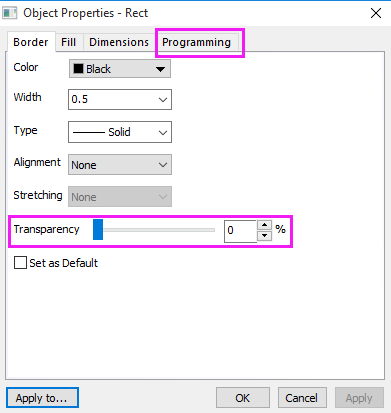 Object Properties - Rect
Border Fill Dimensions Programming
Color Black
Width 0.5
Type Solid
Alignment None
Stretching None
Transparency 0 %
Set as Default
Apply to... OK Cancel Apply